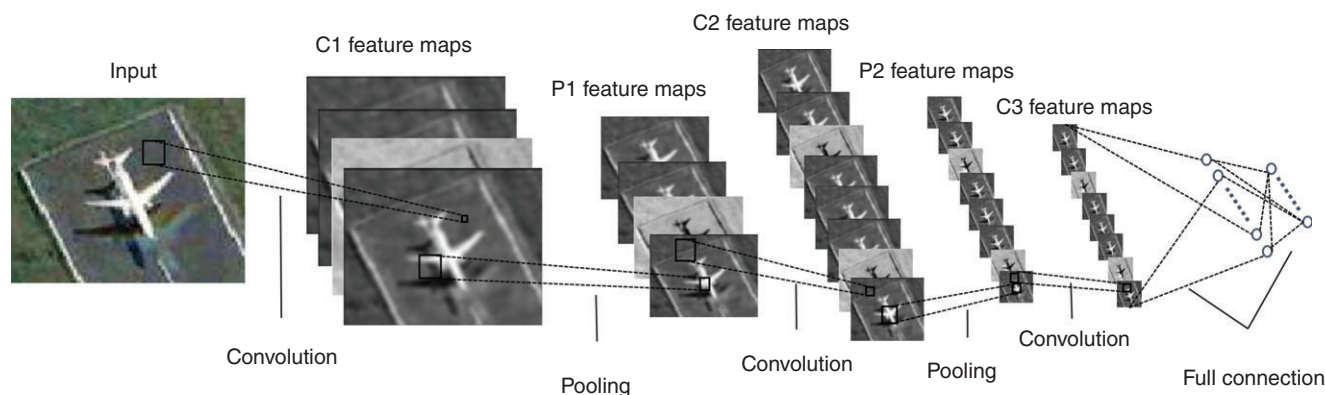 Input
C1 feature maps
P1 feature maps
C2 feature maps
P2 feature maps
C3 feature maps
Convolution
Pooling
Convolution
Pooling
Convolution
Full connection